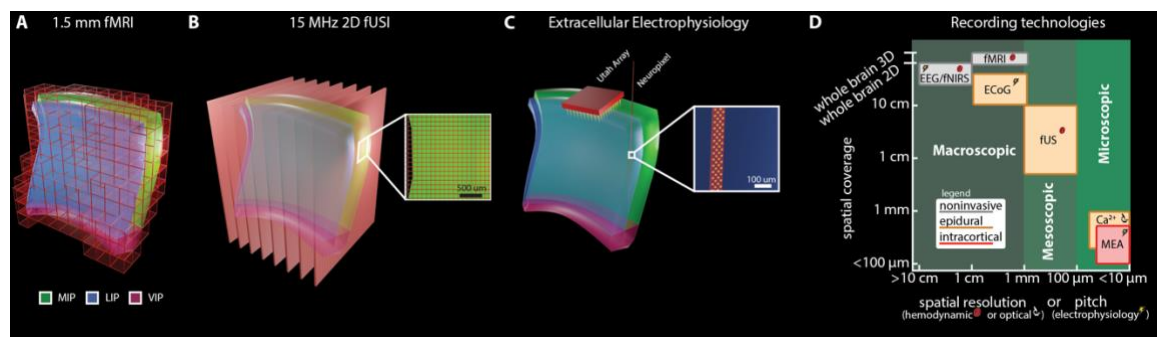 A 1.5 mm fMRI
B 15 MHz 2D fUSI
C Extracellular Electrophysiology
D Recording technologies
MIP LIP VIP
500 um
Utah Array
Neuropixel
100 um
whole brain 3D
whole brain 2D
10 cm
1 cm
1 mm
<100 µm
spatial coverage
fMRI
EEG/fNIRS
ECoG
fUS
Ca²⁺
MEA
Macroscopic
Mesoscopic
Microscopic
legend
noninvasive
epidural
intracortical
>10 cm 1 cm 1 mm 100 µm <10 µm
spatial resolution or pitch
(hemodynamic or optical ) (electrophysiology )